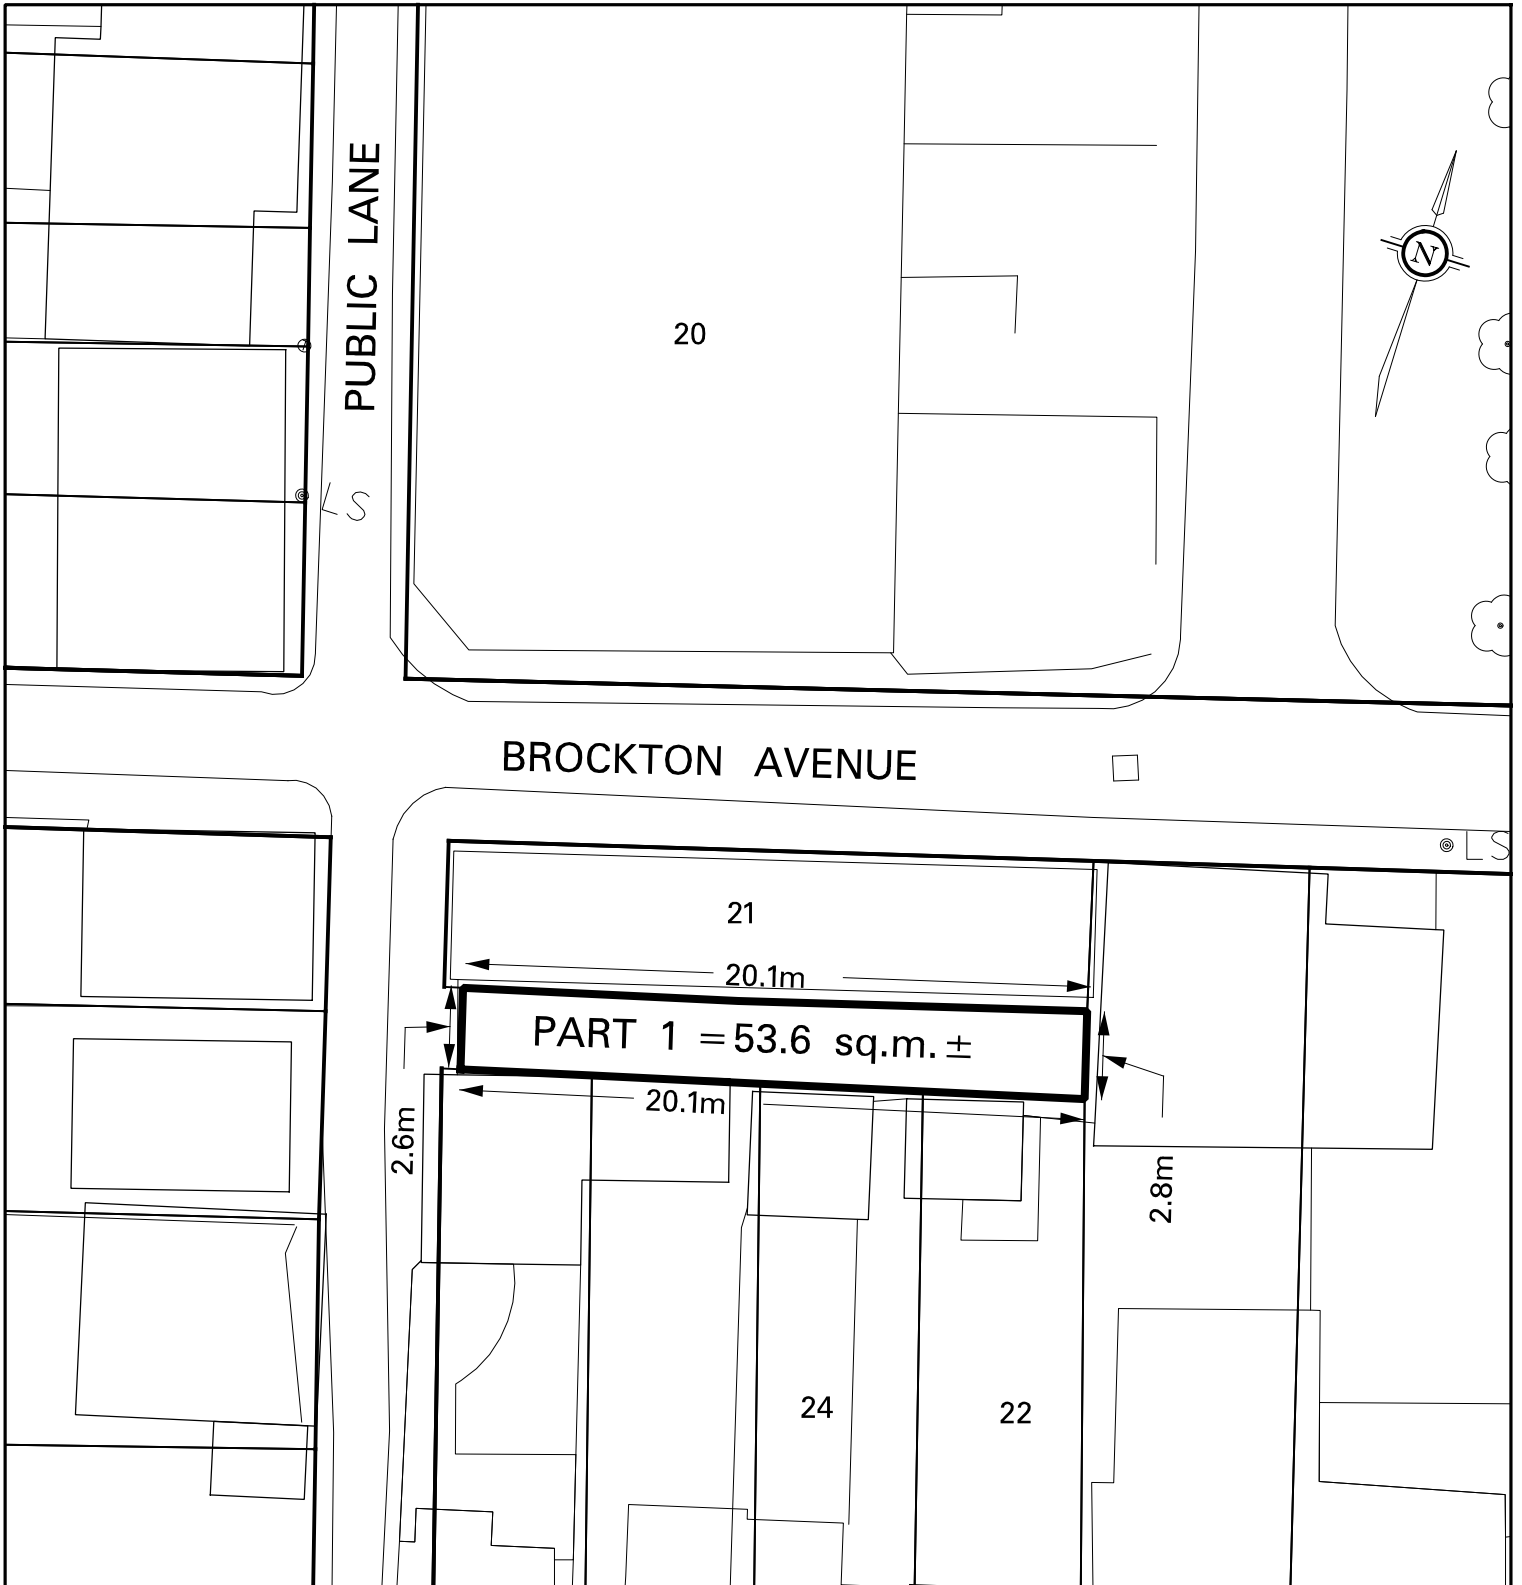 PUBLIC LANE
20
N
LS
BROCKTON AVENUE
LS
21
20.1m
PART 1 = 53.6 sq.m. ±
20.1m
2.6m
2.8m
24
22